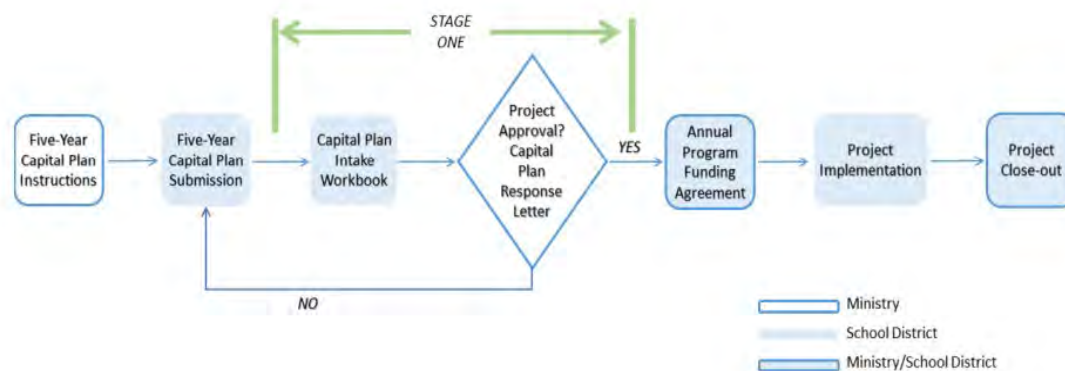 STAGE
ONE
Five-Year
Capital Plan
Instructions
Five-Year
Capital Plan
Submission
Capital Plan
Intake
Workbook
Project
Approval?
Capital
Plan
Response
Letter
YES
Annual
Program
Funding
Agreement
Project
Implementation
Project
Close-out
NO
Ministry
School District
Ministry/School District